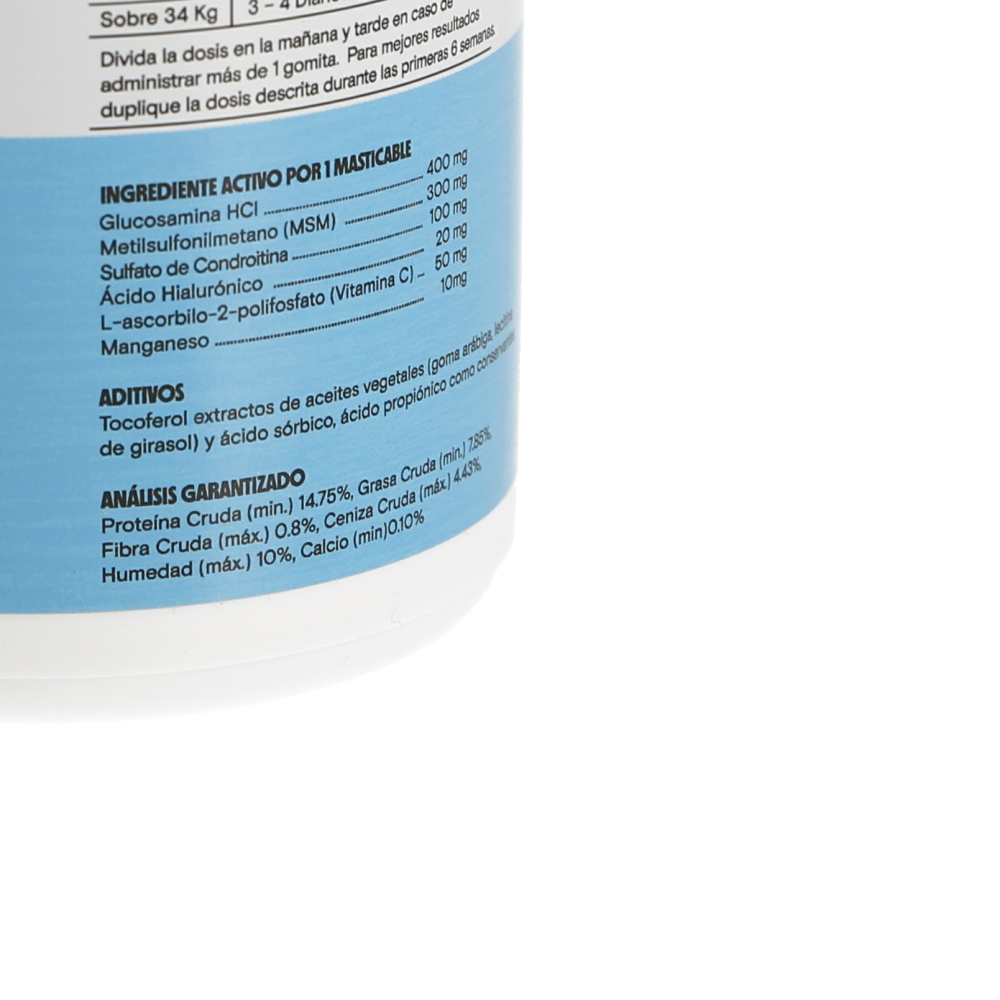 Sobre 34 Kg 3 - 4
Divida la dosis en la mañana y tarde en caso de
administrar más de 1 gomita. Para mejores resultados
duplique la dosis descrita durante las primeras 6 semanas.
INGREDIENTE ACTIVO POR 1 MASTICABLE
Glucosamina HCl 400 mg
Metilsulfonilmetano (MSM) 300 mg
Sulfato de Condroitina 100 mg
Ácido Hialurónico 20 mg
L-ascorbilo-2-polifosfato (Vitamina C) 50 mg
Manganeso 10mg
ADITIVOS
Tocoferol extractos de aceites vegetales (goma arábiga,
de girasol) y ácido sórbico, ácido propiónico como
ANÁLISIS GARANTIZADO
Proteína Cruda (min.) 14.75%, Grasa Cruda (min.) 7.85%,
Fibra Cruda (máx.) 0.8%, Ceniza Cruda (máx.) 4.43%,
Humedad (máx.) 10%, Calcio (min)0.10%